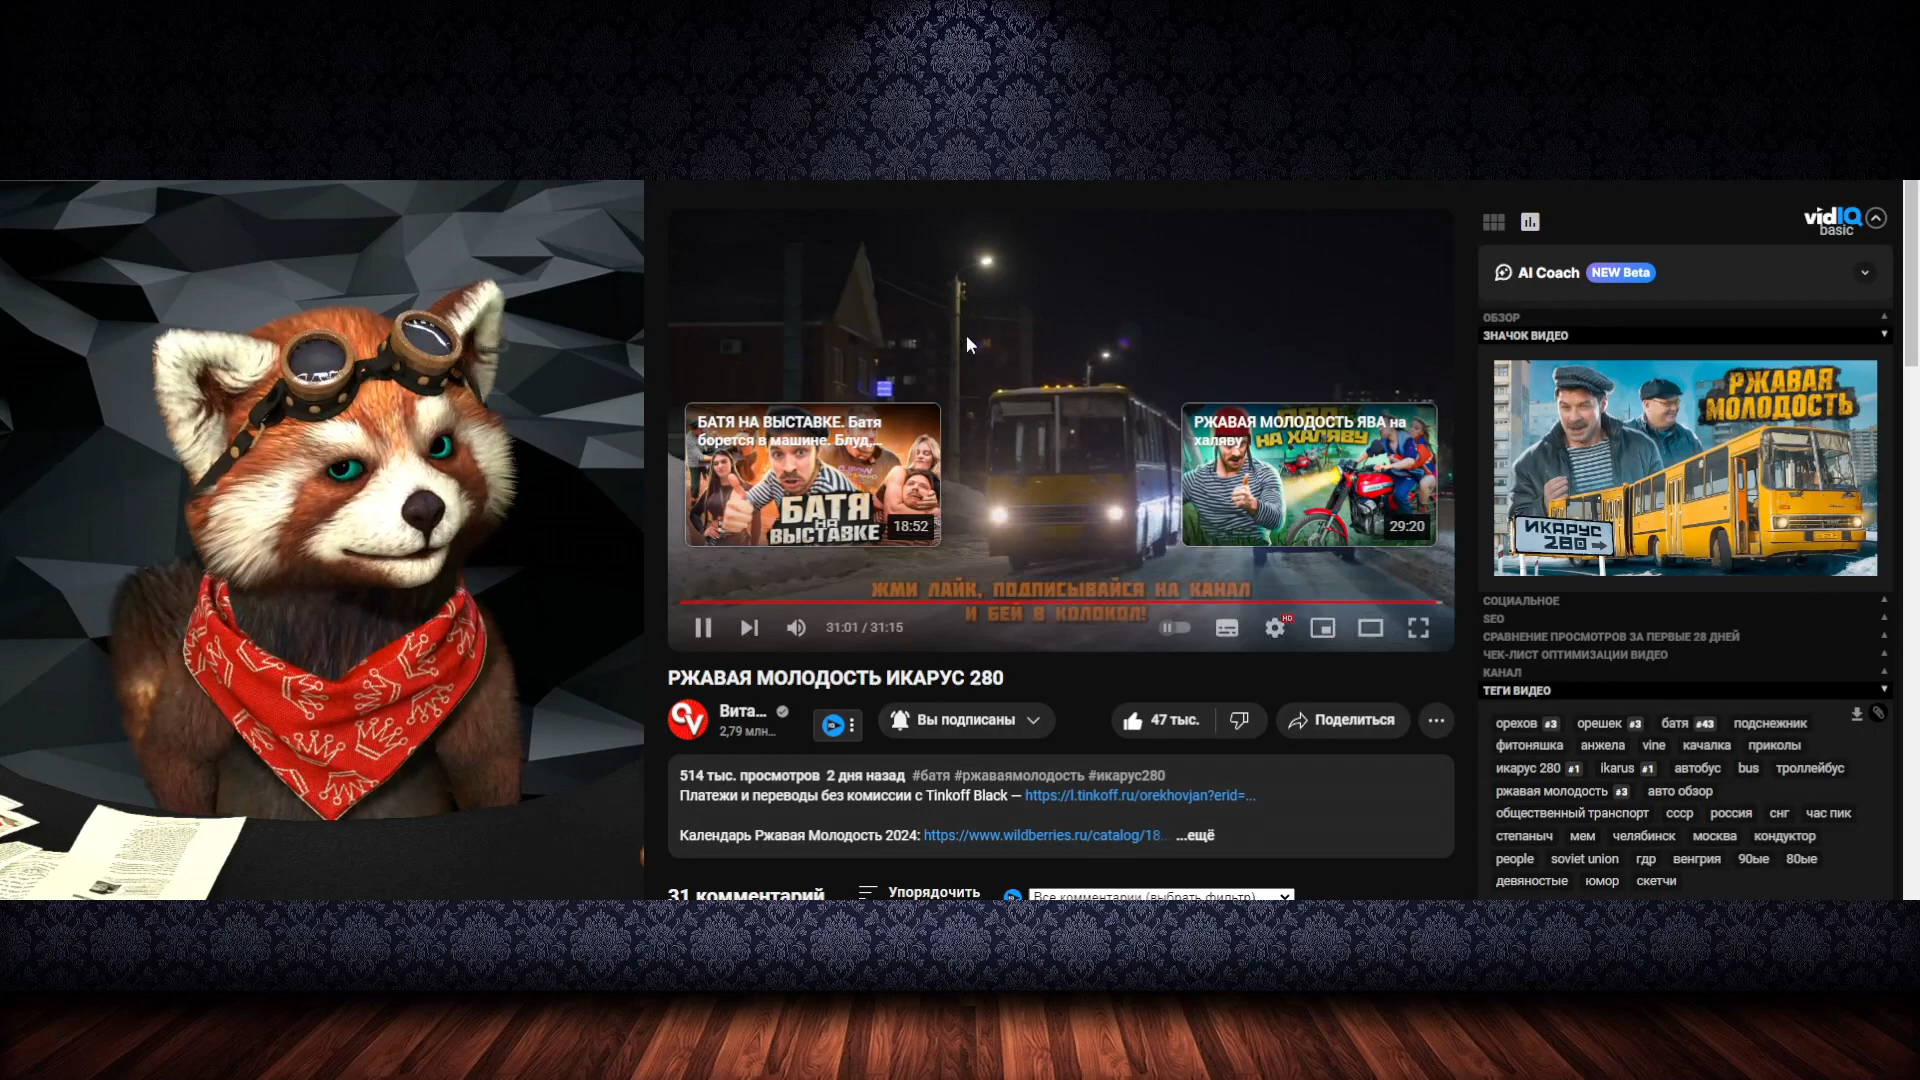 БАТЯ НА ВЫСТАВКЕ. Батя
борется в машине. Блуд,...
БАТЯ
НА
ВЫСТАВКЕ
18:52
РЖАВАЯ МОЛОДОСТЬ ЯВА на
халяву
НА ХАЛЯВУ
29:20
ЖМИ ЛАЙК, ПОДПИСЫВАЙСЯ НА КАНАЛ
И БЕЙ В КОЛОКОЛ!
31:01 / 31:15
HD
РЖАВАЯ МОЛОДОСТЬ ИКАРУС 280
Вита...
2,79 млн...
Вы подписаны
47 тыс.
Поделиться
514 тыс. просмотров 2 дня назад #батя #ржаваямолодость #икарус280
Платежи и переводы без комиссии с Tinkoff Black — https://l.tinkoff.ru/orekhovjan?erid=...
Календарь Ржавая Молодость 2024: https://www.wildberries.ru/catalog/18... ...ещё
31 комментарий
Упорядочить
Все комментарии (выбрать фильтр)
vidIQ
basic
AI Coach NEW Beta
ОБЗОР
ЗНАЧОК ВИДЕО
РЖАВАЯ
МОЛОДОСТЬ
ИКАРУС
280
СОЦИАЛЬНОЕ
SEO
СРАВНЕНИЕ ПРОСМОТРОВ ЗА ПЕРВЫЕ 28 ДНЕЙ
ЧЕК-ЛИСТ ОПТИМИЗАЦИИ ВИДЕО
КАНАЛ
ТЕГИ ВИДЕО
орехов #3 орешек #3 батя #43 подснежник
фитоняшка анжела vine качалка приколы
икарус 280 #1 ikarus #1 автобус bus троллейбус
ржавая молодость #3 авто обзор
общественный транспорт ссср россия снг час пик
степаныч мем челябинск москва кондуктор
people soviet union гдр венгрия 90ые 80ые
девяностые юмор скетчи